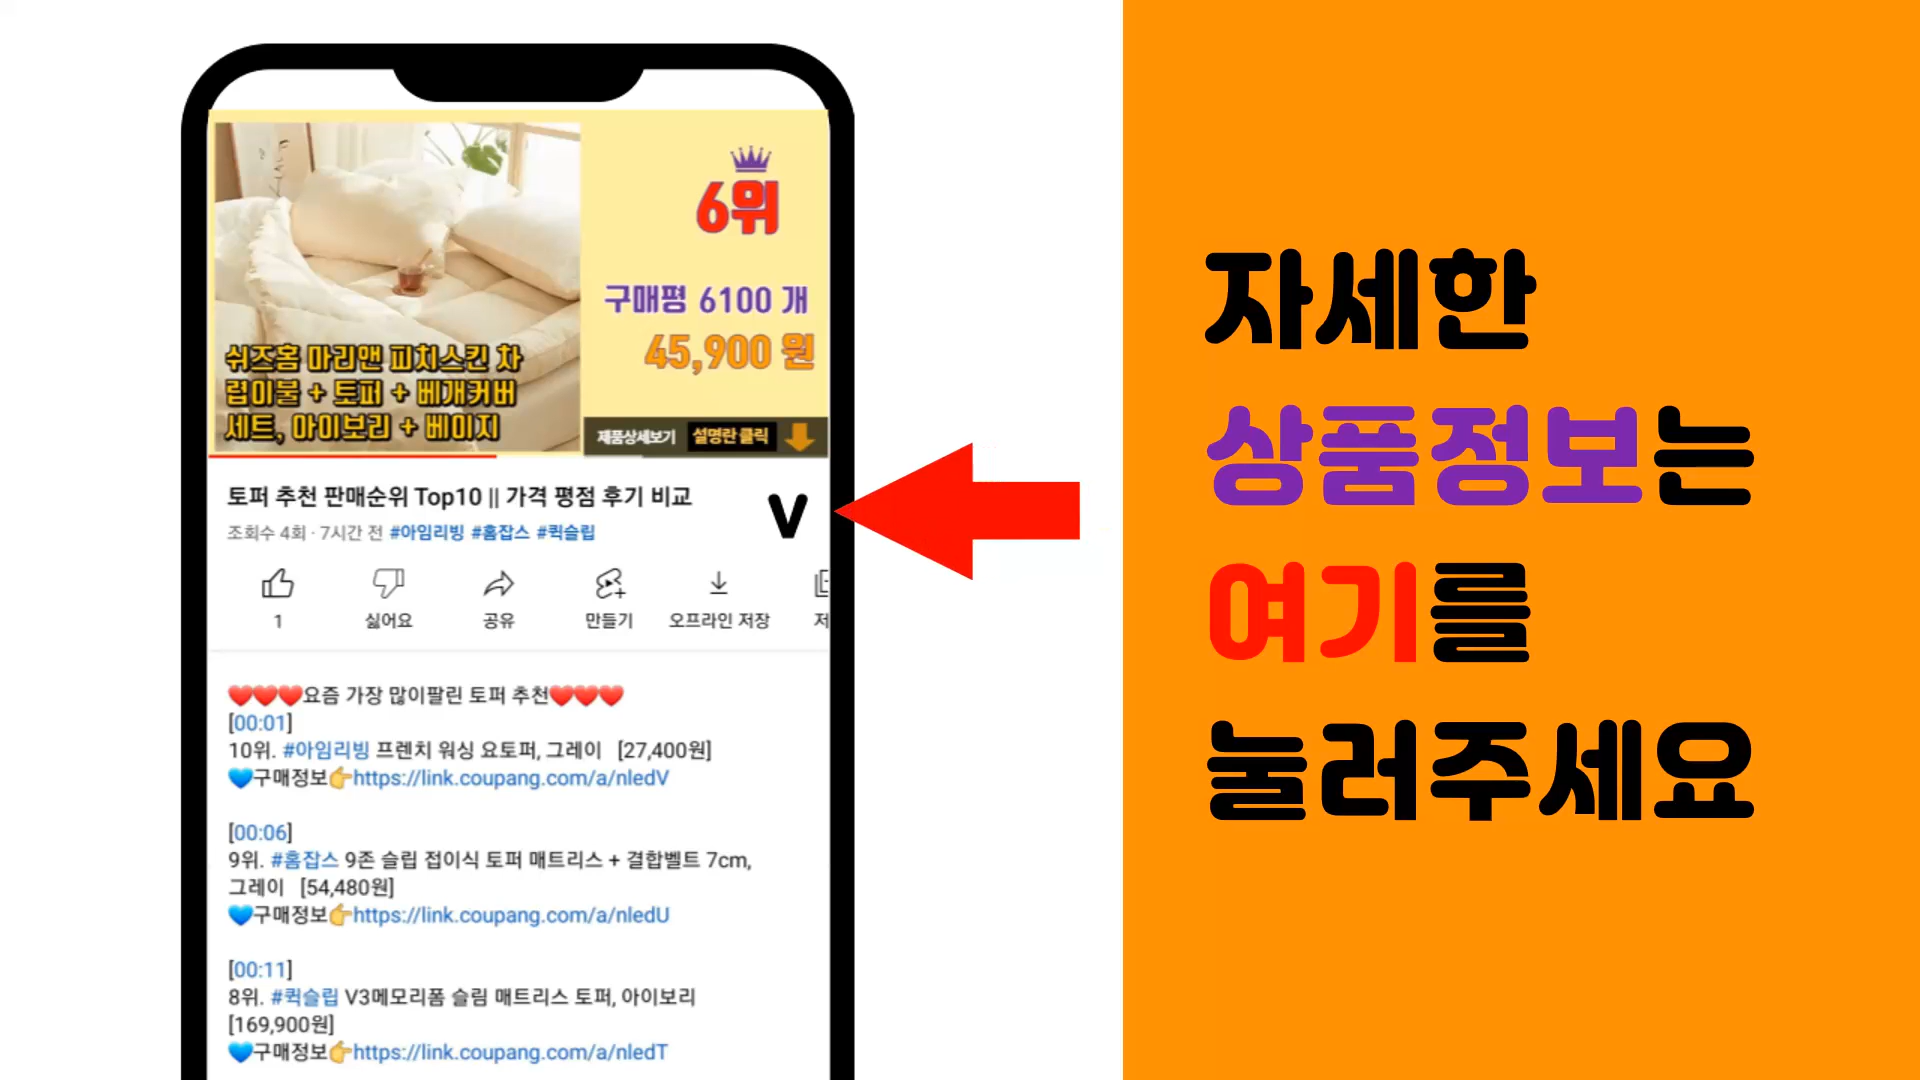 6위
구매평 6100 개
45,900 원
쉬즈홈 마리앤 피치스킨 차
렵이불 + 토퍼 + 베개커버
세트, 아이보리 + 베이지
제품상세보기 설명란 클릭
토퍼 추천 판매순위 Top10 || 가격 평점 후기 비교
V
조회수 4회 · 7시간 전 #아임리빙 #홈잡스 #퀵슬립
1 싫어요 공유 만들기 오프라인 저장 저
❤️❤️❤️요즘 가장 많이팔린 토퍼 추천❤️❤️❤️
[00:01]
10위. #아임리빙 프렌치 워싱 요토퍼, 그레이 [27,400원]
💙구매정보👉https://link.coupang.com/a/nledV
[00:06]
9위. #홈잡스 9존 슬립 접이식 토퍼 매트리스 + 결합벨트 7cm,
그레이 [54,480원]
💙구매정보👉https://link.coupang.com/a/nledU
[00:11]
8위. #퀵슬립 V3메모리폼 슬림 매트리스 토퍼, 아이보리
[169,900원]
💙구매정보👉https://link.coupang.com/a/nledT
자세한
상품정보는
여기를
눌러주세요